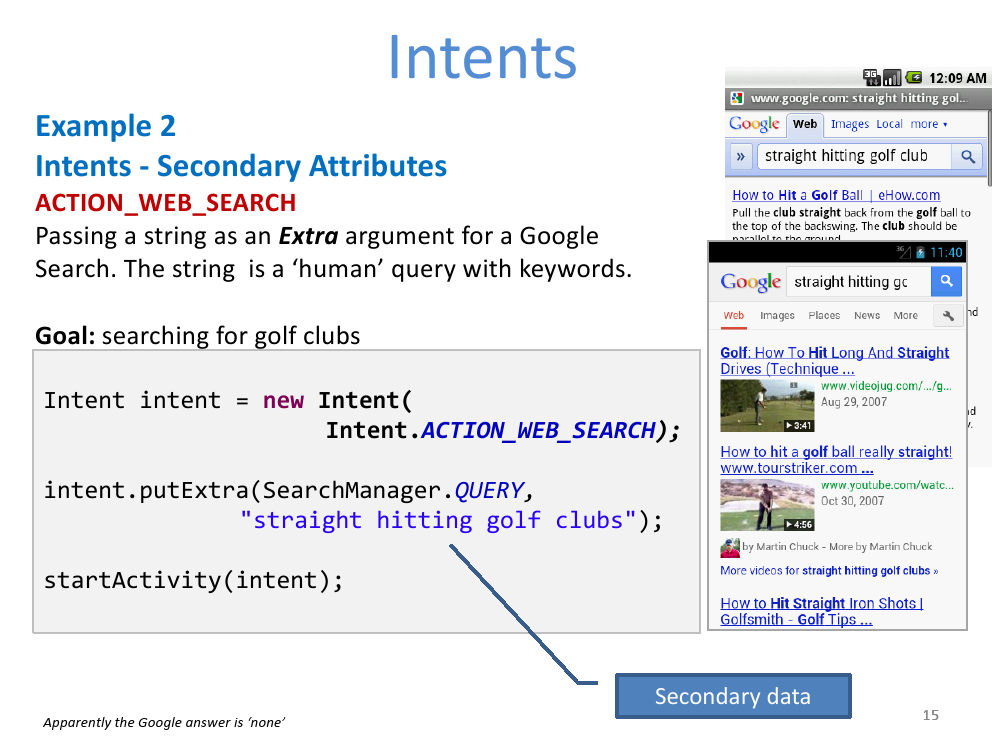 Intents
Example 2
Intents - Secondary Attributes
ACTION_WEB_SEARCH
Passing a string as an Extra argument for a Google
Search. The string is a ‘human’ query with keywords.
Goal: searching for golf clubs
Intent intent = new Intent(
Intent.ACTION_WEB_SEARCH);
intent.putExtra(SearchManager.QUERY,
"straight hitting golf clubs");
startActivity(intent);
Secondary data
Apparently the Google answer is ‘none’
15
3G 12:09 AM
www.google.com: straight hitting gol...
Google Web Images Local more
» straight hitting golf club
How to Hit a Golf Ball | eHow.com
Pull the club straight back from the golf ball to
the top of the backswing. The club should be
parallel to the ground
3G 11:40
Google straight hitting gc
Web Images Places News More
Golf: How To Hit Long And Straight
Drives (Technique ...
www.videojug.com/.../g...
Aug 29, 2007
3:41
How to hit a golf ball really straight!
www.tourstriker.com ...
www.youtube.com/watc...
Oct 30, 2007
4:56
by Martin Chuck - More by Martin Chuck
More videos for straight hitting golf clubs »
How to Hit Straight Iron Shots |
Golfsmith - Golf Tips ...